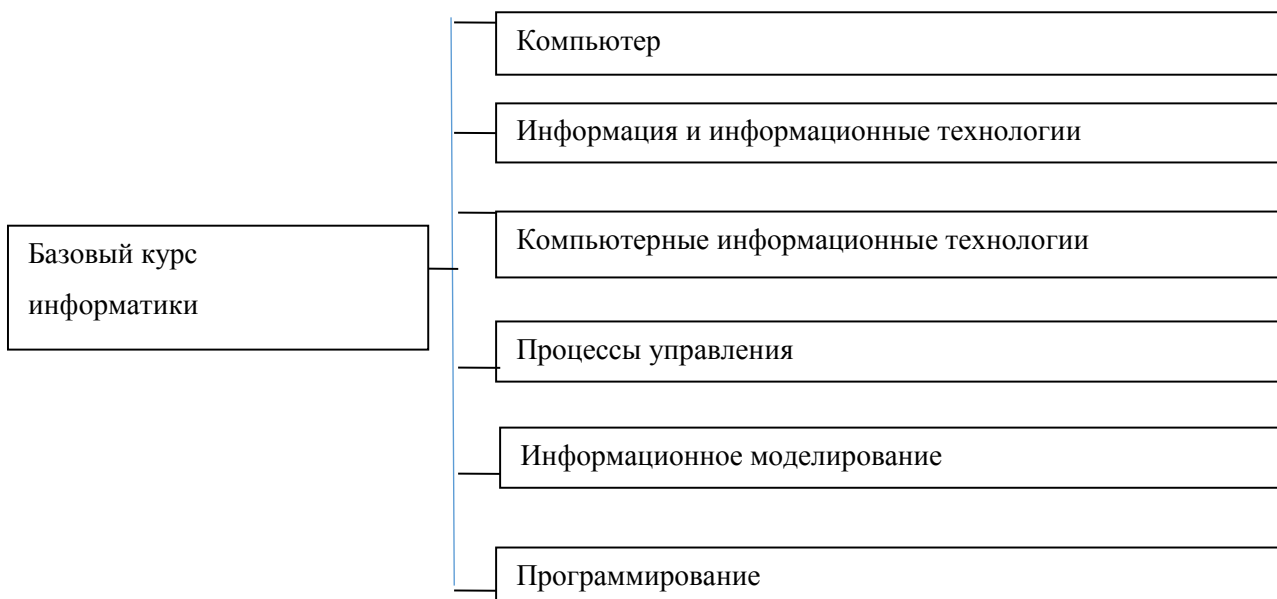 Компьютер
Информация и информационные технологии
Компьютерные информационные технологии
Базовый курс
информатики
Процессы управления
Информационное моделирование
Программирование